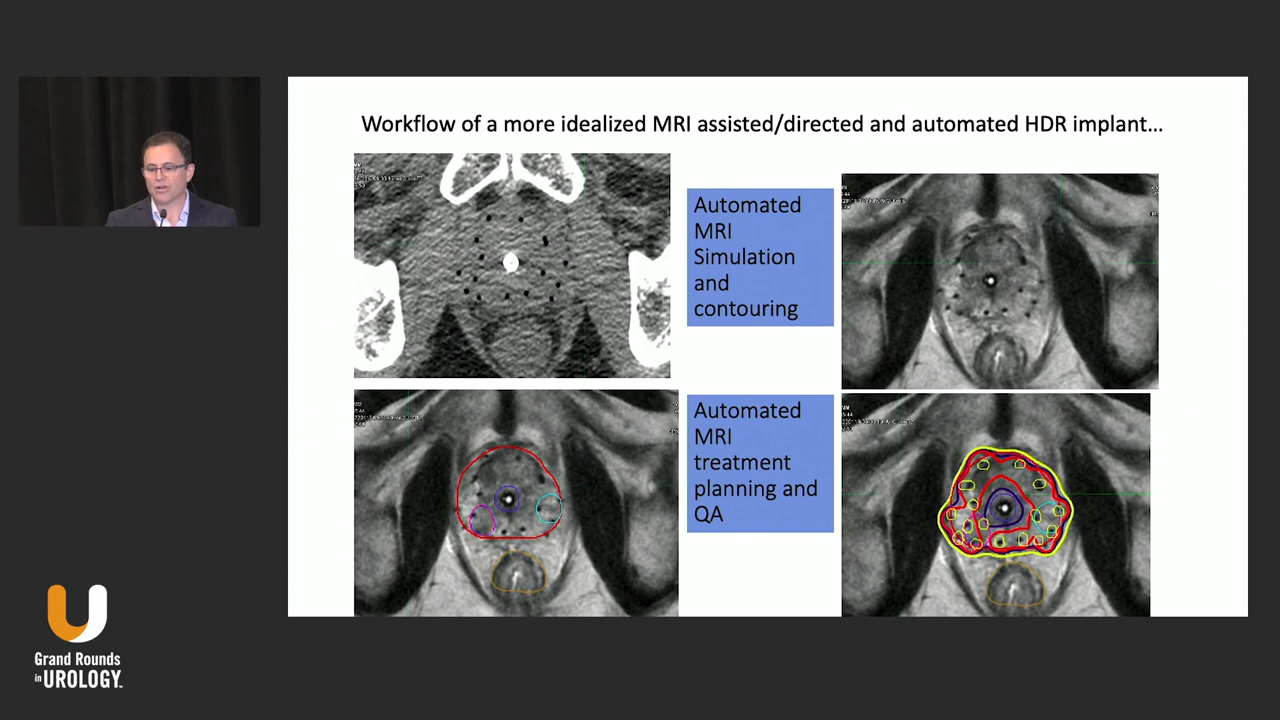 Workflow of a more idealized MRI assisted/directed and automated HDR implant...
Automated
MRI
Simulation
and
contouring
Automated
MRI
treatment
planning and
QA
U
Grand Rounds
in UROLOGY™